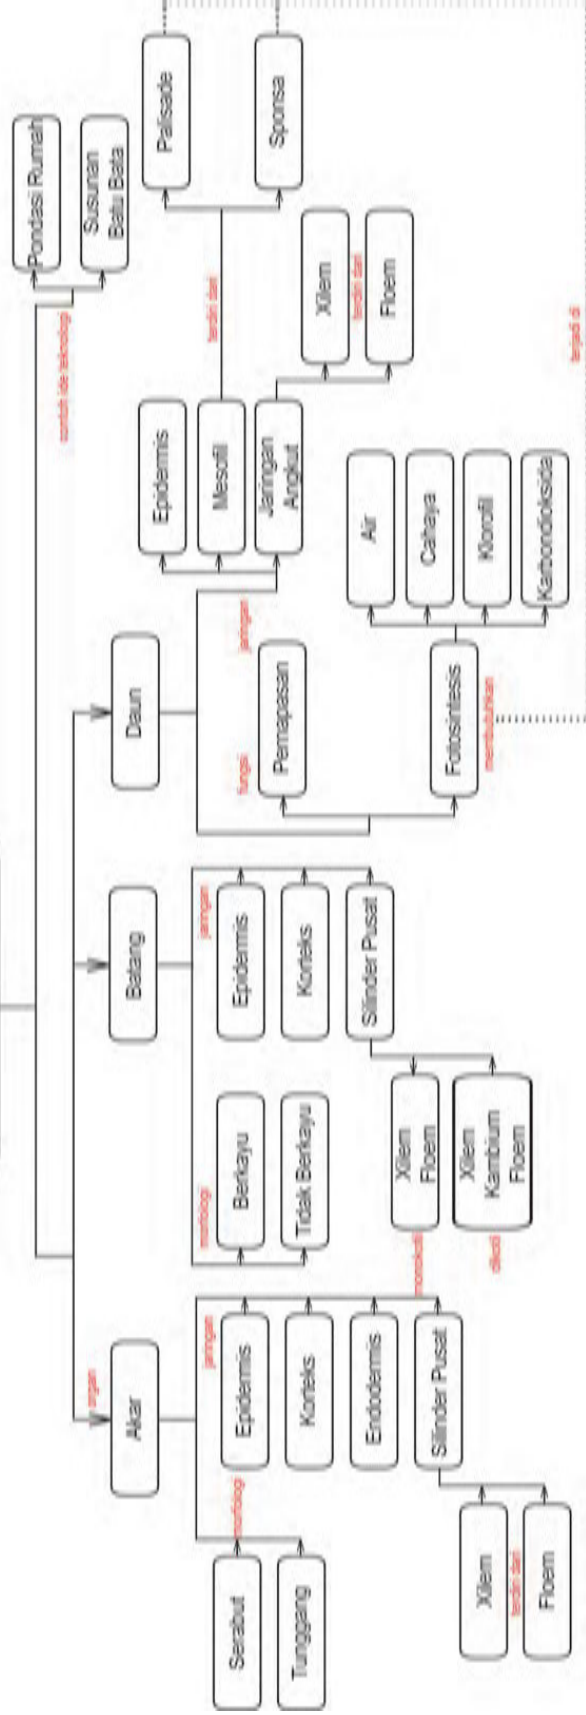 contoh ide teknologi
Pondasi Rumah
Susunan
Batu Bata
organ
Akar
Batang
Daun
morfologi
Serabut
Tunggang
jaringan
Epidermis
Korteks
Endodermis
Silinder Pusat
Xilem
terdiri dari
Floem
morfologi
Berkayu
Tidak Berkayu
jaringan
Epidermis
Korteks
Silinder Pusat
monokotil
Xilem
Floem
dikotil
Xilem
Kambium
Floem
fungsi
Pernapasan
Fotosintesis
membutuhkan
Air
Cahaya
Klorofil
Karbondioksida
jaringan
Epidermis
Mesofil
Jaringan
Angkut
terdiri dari
Palisade
Sponsa
Xilem
terdiri dari
Floem
terjadi di